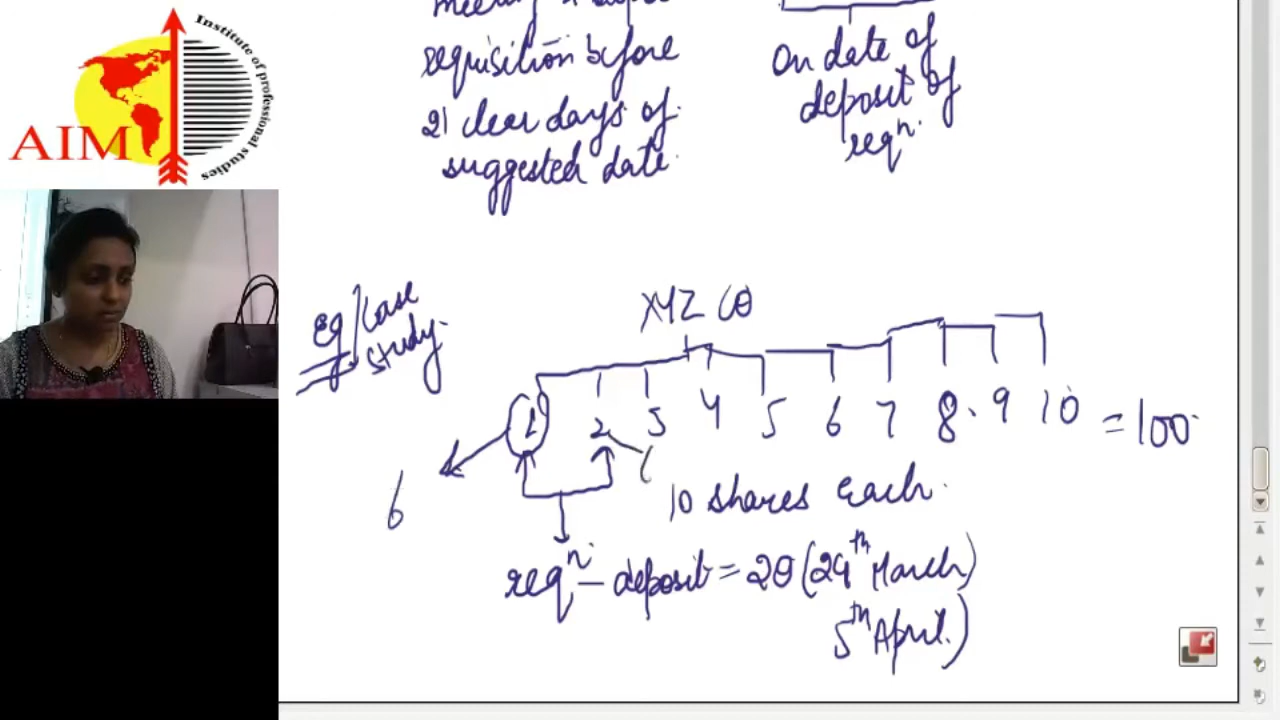 AIM
Institute of professional studies
requisition before
21 clear days of
suggested date.
On date of
deposit of
reqn.
Eg/Case
study.
XYZ CO
1 2 3 4 5 6 7 8 9 10 = 100
6
10 shares each.
reqn - deposit = 20 (29th March)
5th April.)